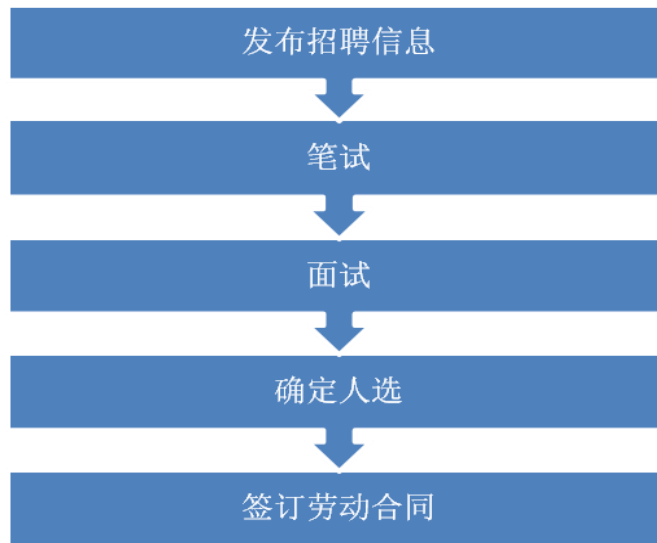 发布招聘信息
笔试
面试
确定人选
签订劳动合同